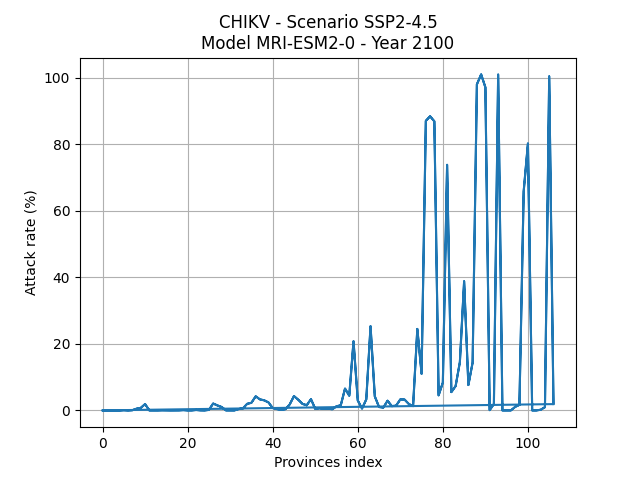 CHIKV - Scenario SSP2-4.5
Model MRI-ESM2-0 - Year 2100
100
80
60
40
20
0
Attack rate (%)
0 20 40 60 80 100
Provinces index